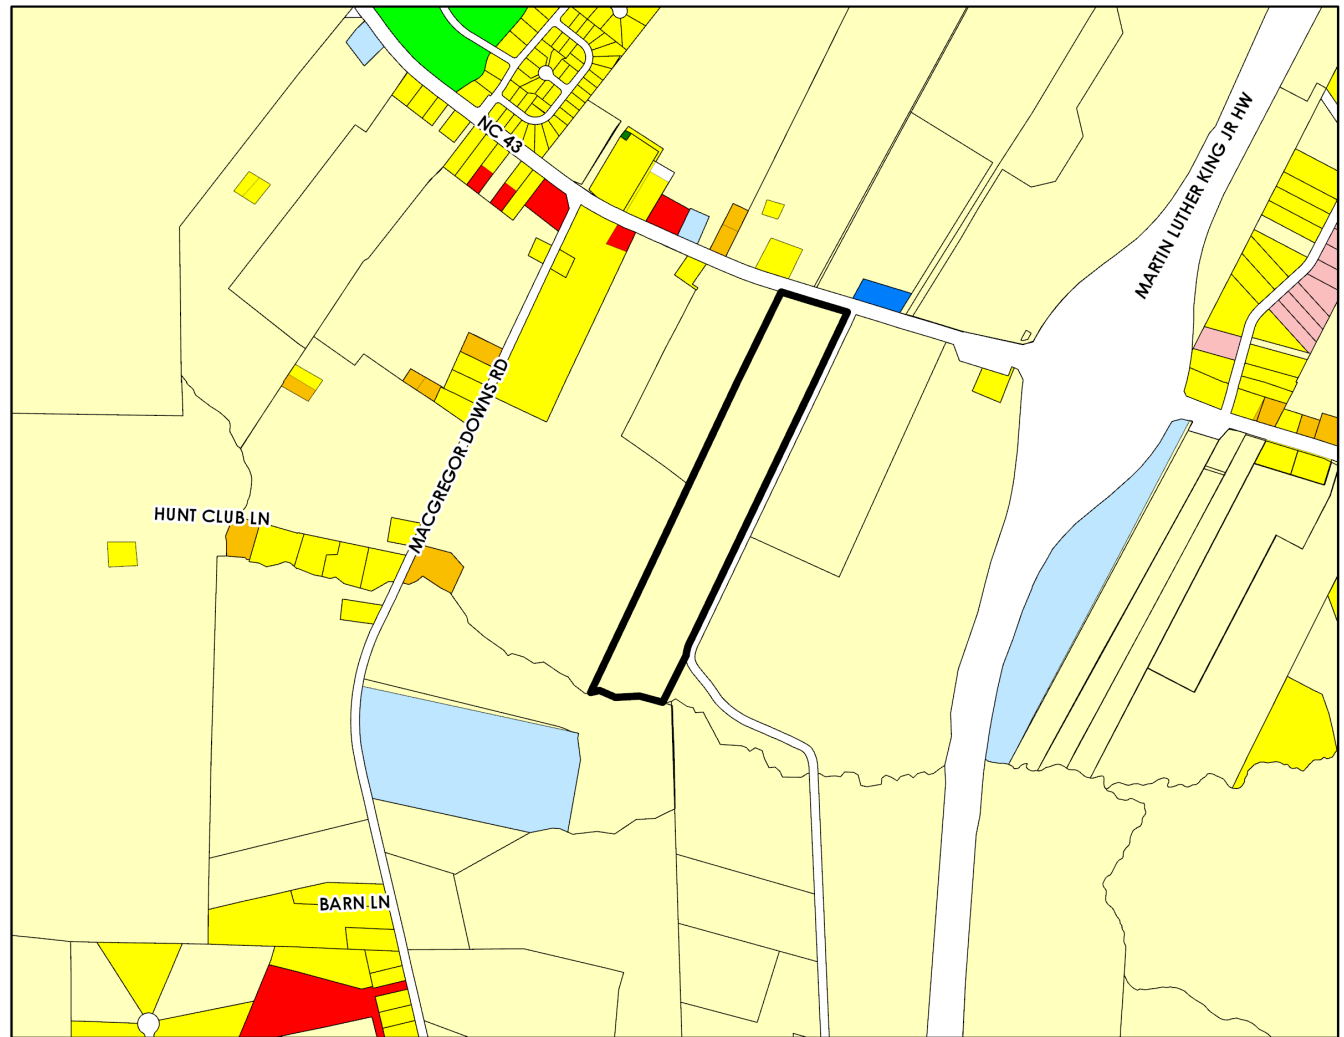 NC 43
MARTIN LUTHER KING JR HW
MACGREGOR DOWNS RD
HUNT CLUB LN
BARN LN